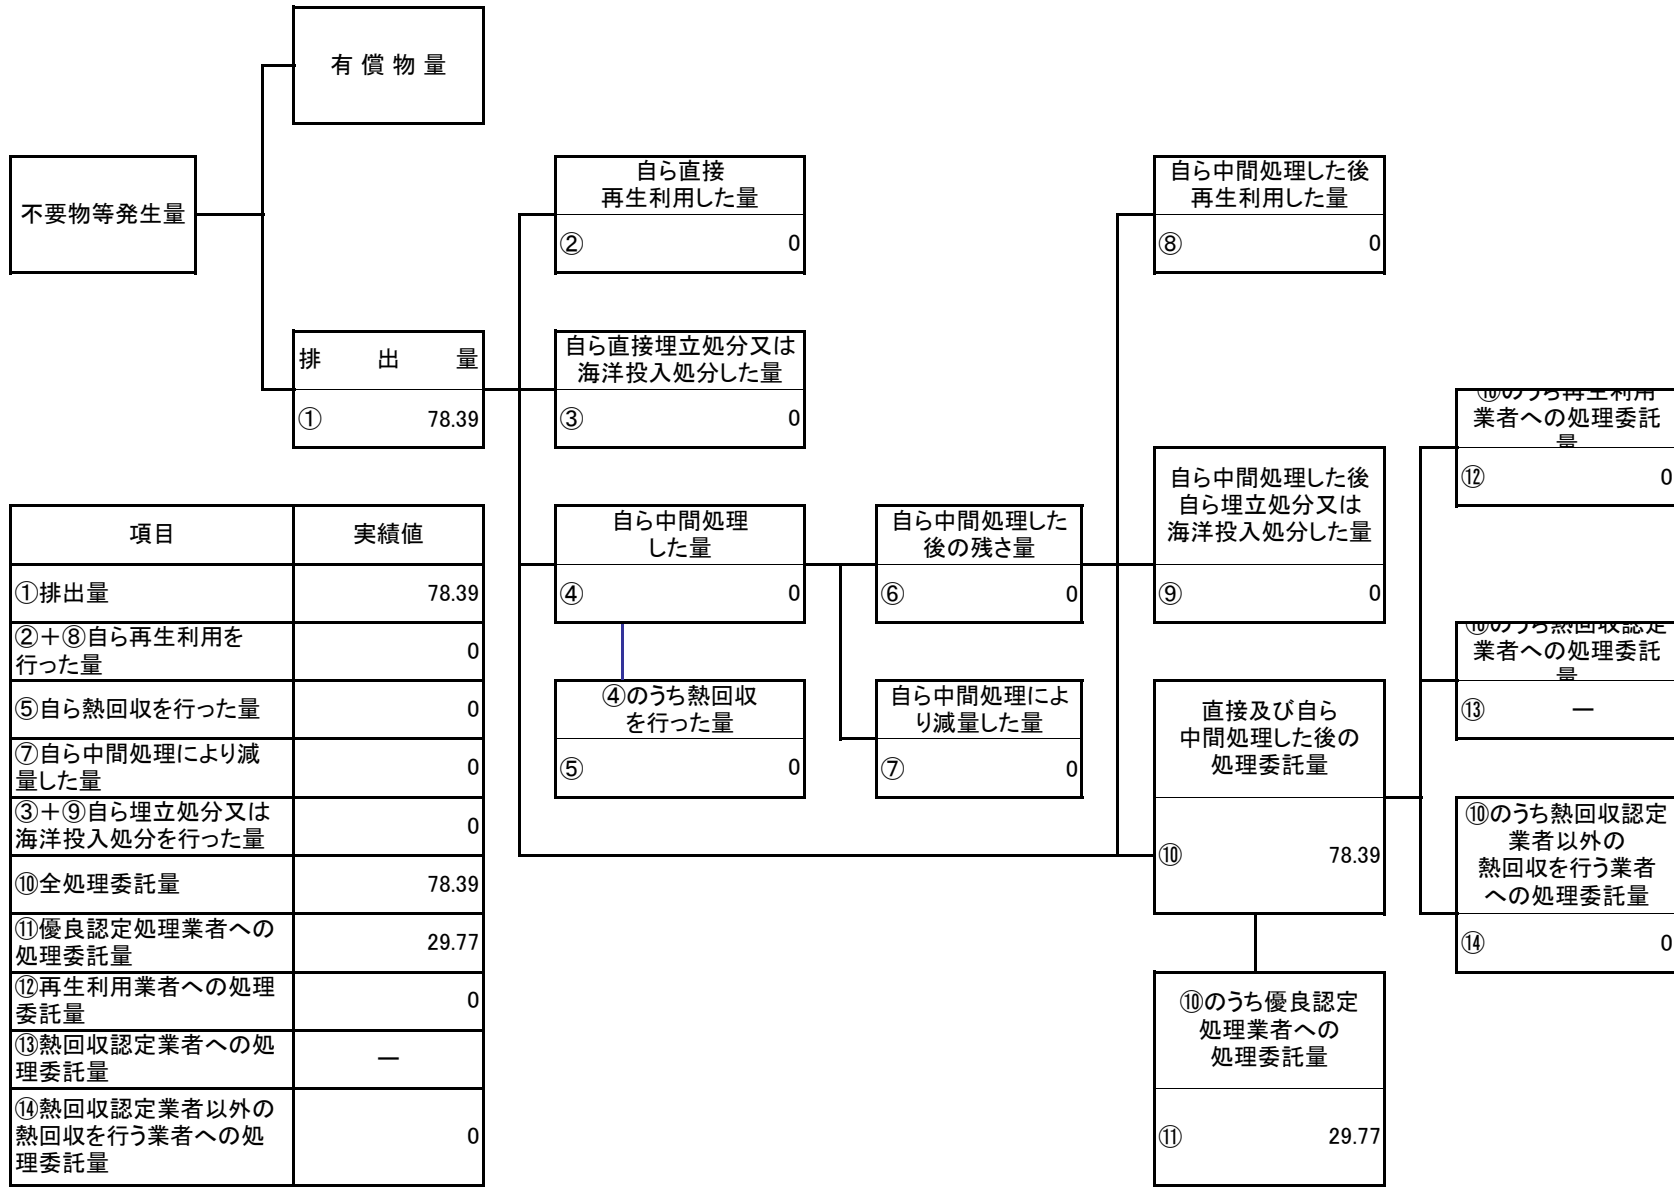 有償物量
不要物等発生量
排出量
① 78.39
自ら直接
再生利用した量
② 0
自ら直接埋立処分又は
海洋投入処分した量
③ 0
自ら中間処理
した量
④ 0
④のうち熱回収
を行った量
⑤ 0
自ら中間処理した
後の残さ量
⑥ 0
自ら中間処理によ
り減量した量
⑦ 0
自ら中間処理した後
再生利用した量
⑧ 0
自ら中間処理した後
自ら埋立処分又は
海洋投入処分した量
⑨ 0
直接及び自ら
中間処理した後の
処理委託量
⑩ 78.39
⑩のうち優良認定
処理業者への
処理委託量
⑪ 29.77
⑩のうち再生利用
業者への処理委託
量
⑫ 0
⑩のうち熱回収認定
業者への処理委託
量
⑬ ー
⑩のうち熱回収認定
業者以外の
熱回収を行う業者
への処理委託量
⑭ 0
項目 実績値
①排出量 78.39
②＋⑧自ら再生利用を
行った量 0
⑤自ら熱回収を行った量 0
⑦自ら中間処理により減
量した量 0
③＋⑨自ら埋立処分又は
海洋投入処分を行った量 0
⑩全処理委託量 78.39
⑪優良認定処理業者への
処理委託量 29.77
⑫再生利用業者への処理
委託量 0
⑬熱回収認定業者への処
理委託量 ー
⑭熱回収認定業者以外の
熱回収を行う業者への処
理委託量 0